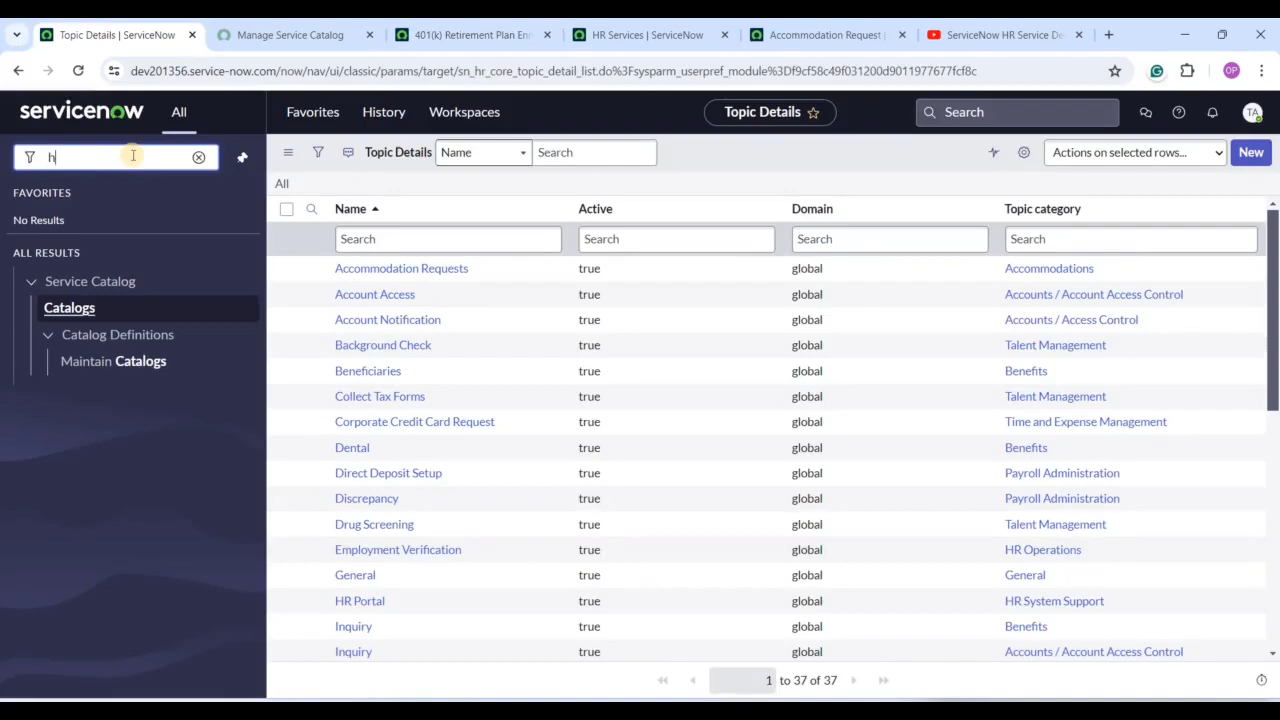 Topic Details | ServiceNow
Manage Service Catalog
401(k) Retirement Plan Enr
HR Services | ServiceNow
Accommodation Request |
ServiceNow HR Service De
dev201356.service-now.com/now/nav/ui/classic/params/target/sn_hr_core_topic_detail_list.do%3Fsysparm_userpref_module%3Df9cf58c49f031200d9011977677fcf8c
OP
servicenow All Favorites History Workspaces Topic Details Search TA
h
Topic Details Name Search Actions on selected rows... New
FAVORITES
No Results
ALL RESULTS
Service Catalog
Catalogs
Catalog Definitions
Maintain Catalogs
All
Name Active Domain Topic category
Search Search Search Search
Accommodation Requests true global Accommodations
Account Access true global Accounts / Account Access Control
Account Notification true global Accounts / Access Control
Background Check true global Talent Management
Beneficiaries true global Benefits
Collect Tax Forms true global Talent Management
Corporate Credit Card Request true global Time and Expense Management
Dental true global Benefits
Direct Deposit Setup true global Payroll Administration
Discrepancy true global Payroll Administration
Drug Screening true global Talent Management
Employment Verification true global HR Operations
General true global General
HR Portal true global HR System Support
Inquiry true global Benefits
Inquiry true global Accounts / Account Access Control
1 to 37 of 37